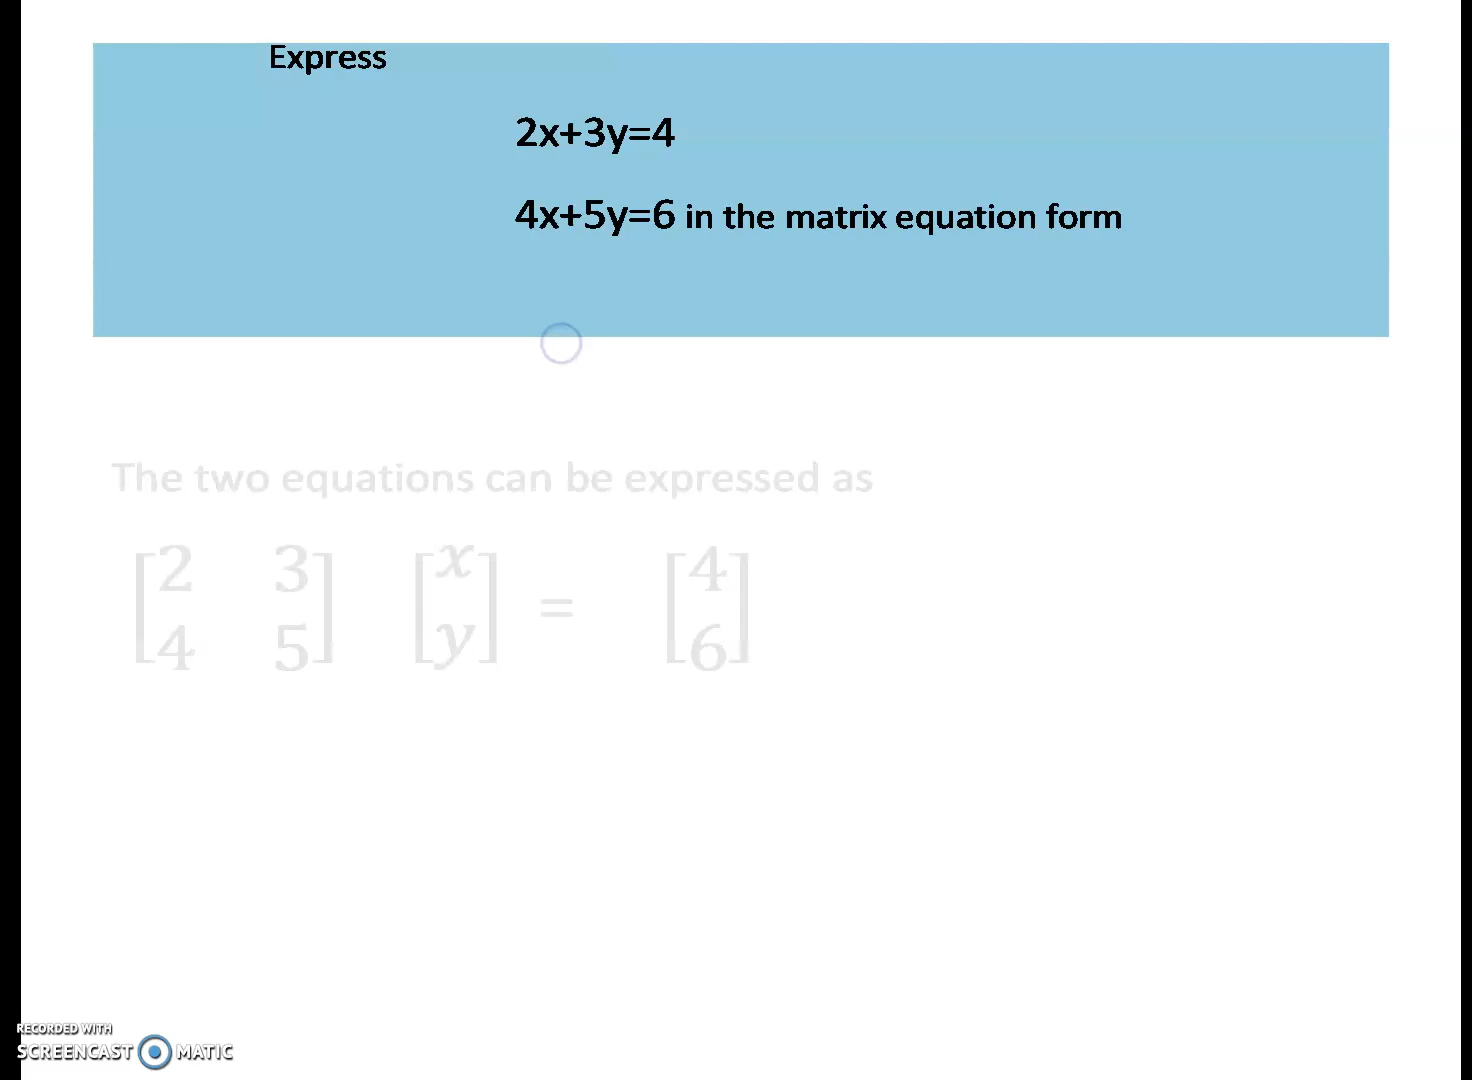 Express
2x+3y=4
4x+5y=6 in the matrix equation form
The two equations can be expressed as
[2 3] [x] = [4]
[4 5] [y] [6]
RECORDED WITH
SCREENCAST MATIC